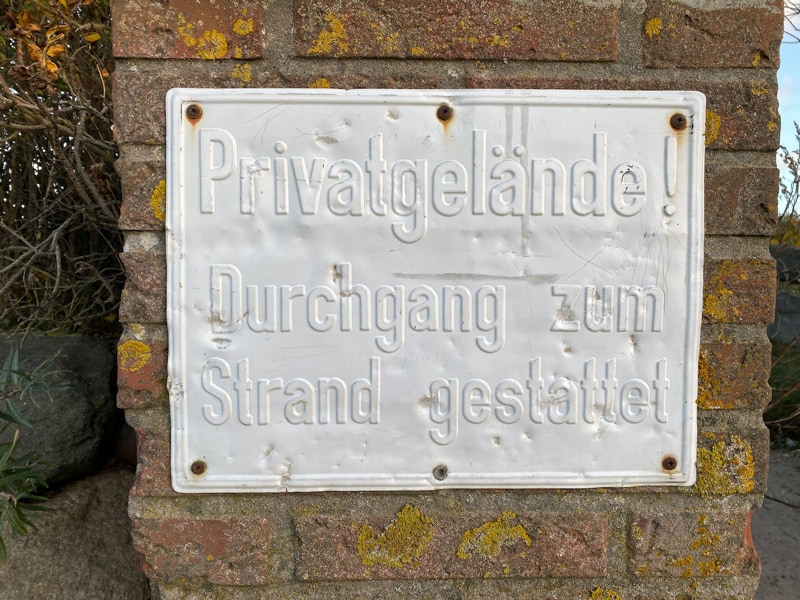 Privatgelände!
Durchgang zum
Strand gestattet